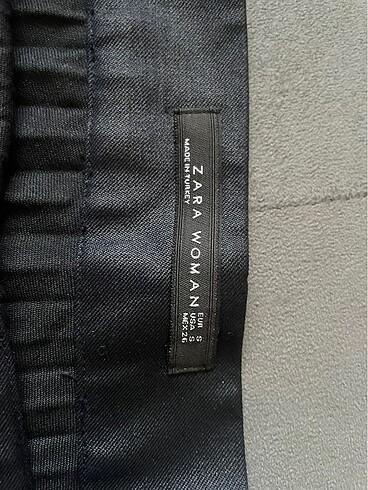 ZARA WOMAN
MADE IN TURKEY
EUR S
USA S
MEX 26